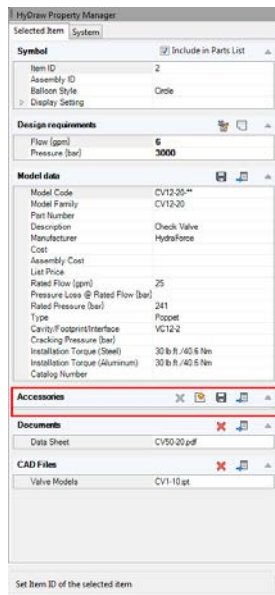 HyDraw Property Manager
Selected Item System
Symbol Include in Parts List
Item ID 2
Assembly ID
Balloon Style Circle
Display Setting
Design requirements
Flow (gpm) 6
Pressure (bar) 3000
Model data
Model Code CV12-20-**
Model Family CV12-20
Part Number
Description Check Valve
Manufacturer HydraForce
Cost
Assembly Cost
List Price
Rated Flow (gpm) 25
Pressure Loss @ Rated Flow (bar)
Rated Pressure (bar) 241
Type Poppet
Cavity/Footprint/Interface VC12-2
Cracking Pressure (bar)
Installation Torque (Steel) 30 lb ft./40.6 Nm
Installation Torque (Aluminum) 30 lb ft./40.6 Nm
Catalog Number
Accessories
Documents
Data Sheet CV50-20.pdf
CAD Files
Valve Models CV1-10.ipt
Set Item ID of the selected item